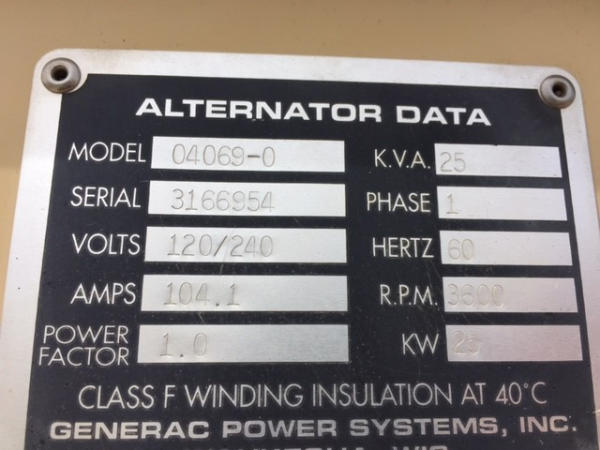 ALTERNATOR DATA
MODEL 04069-0 K.V.A. 25
SERIAL 3166954 PHASE 1
VOLTS 120/240 HERTZ 60
AMPS 104.1 R.P.M. 3600
POWER FACTOR 1.0 KW 25
CLASS F WINDING INSULATION AT 40°C
GENERAC POWER SYSTEMS, INC.